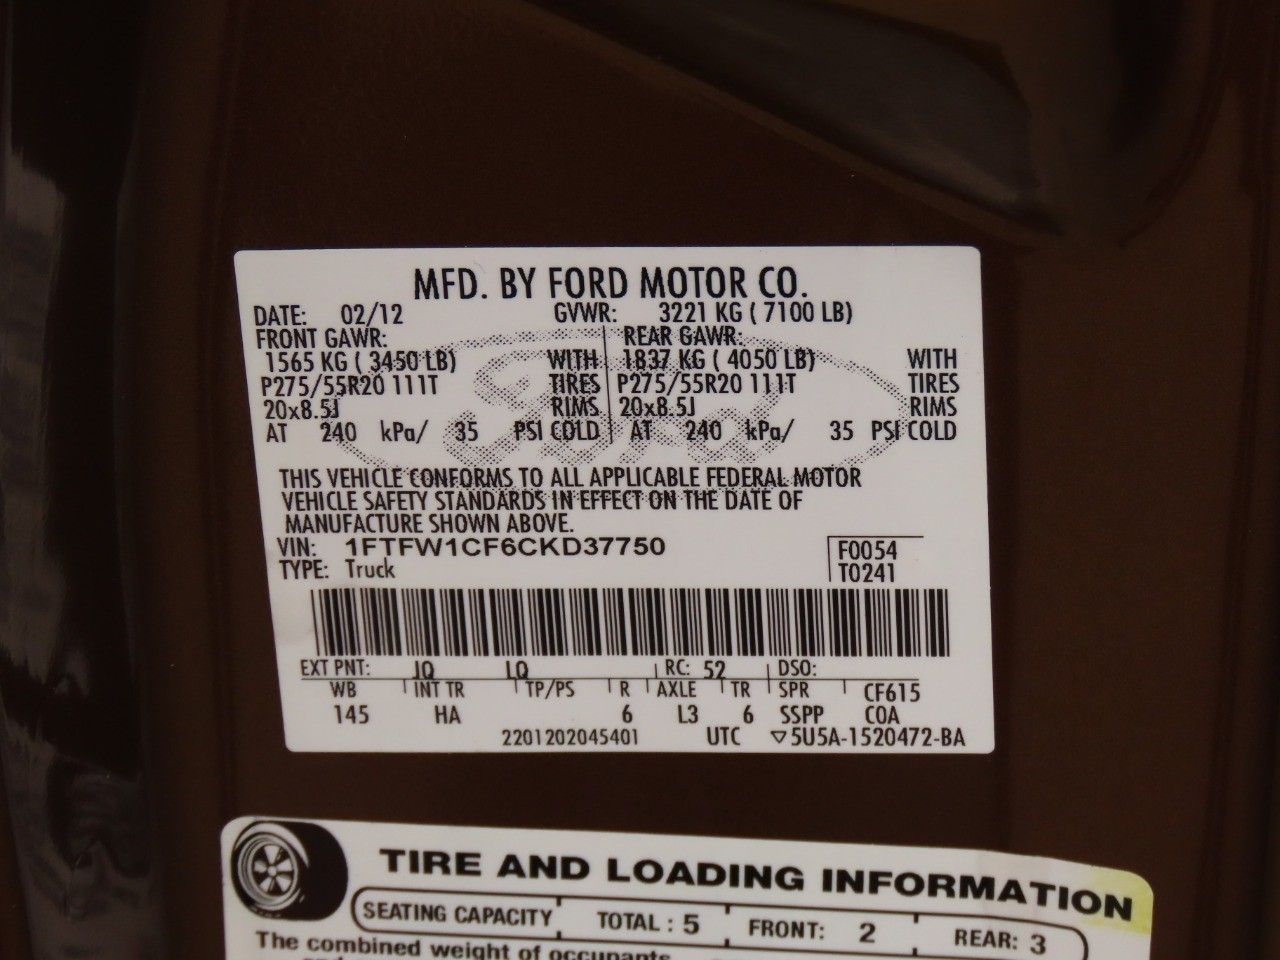 MFD. BY FORD MOTOR CO.
DATE: 02/12 GVWR: 3221 KG ( 7100 LB)
FRONT GAWR: REAR GAWR:
1565 KG ( 3450 LB) WITH 1837 KG ( 4050 LB) WITH
P275/55R20 111T TIRES P275/55R20 111T TIRES
20x8.5J RIMS 20x8.5J RIMS
AT 240 kPa/ 35 PSI COLD AT 240 kPa/ 35 PSI COLD
Ford
THIS VEHICLE CONFORMS TO ALL APPLICABLE FEDERAL MOTOR
VEHICLE SAFETY STANDARDS IN EFFECT ON THE DATE OF
MANUFACTURE SHOWN ABOVE.
VIN: 1FTFW1CF6CKD37750 F0054
TYPE: Truck T0241
EXT PNT: JQ LQ RC: 52 DSO:
WB INT TR TP/PS R AXLE TR SPR CF615
145 HA 6 L3 6 SSPP COA
2201202045401 UTC ▽5U5A-1520472-BA
TIRE AND LOADING INFORMATION
SEATING CAPACITY TOTAL : 5 FRONT: 2 REAR: 3
The combined weight of occupants